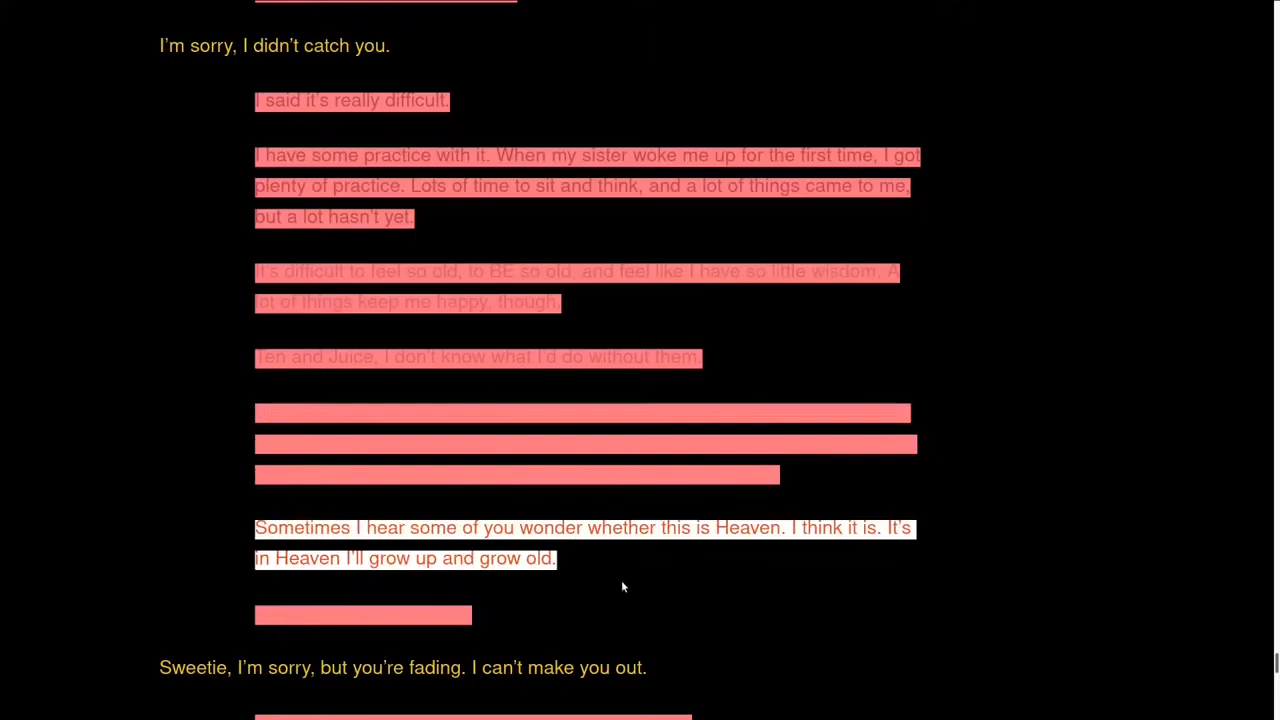 I’m sorry, I didn’t catch you.
I said it’s really difficult.
I have some practice with it. When my sister woke me up for the first time, I got
plenty of practice. Lots of time to sit and think, and a lot of things came to me,
but a lot hasn’t yet.
It’s difficult to feel so old, to BE so old, and feel like I have so little wisdom. A
lot of things keep me happy, though.
Ten and Juice, I don’t know what I’d do without them.
Sometimes I hear some of you wonder whether this is Heaven. I think it is. It’s
in Heaven I’ll grow up and grow old.
Sweetie, I’m sorry, but you’re fading. I can’t make you out.